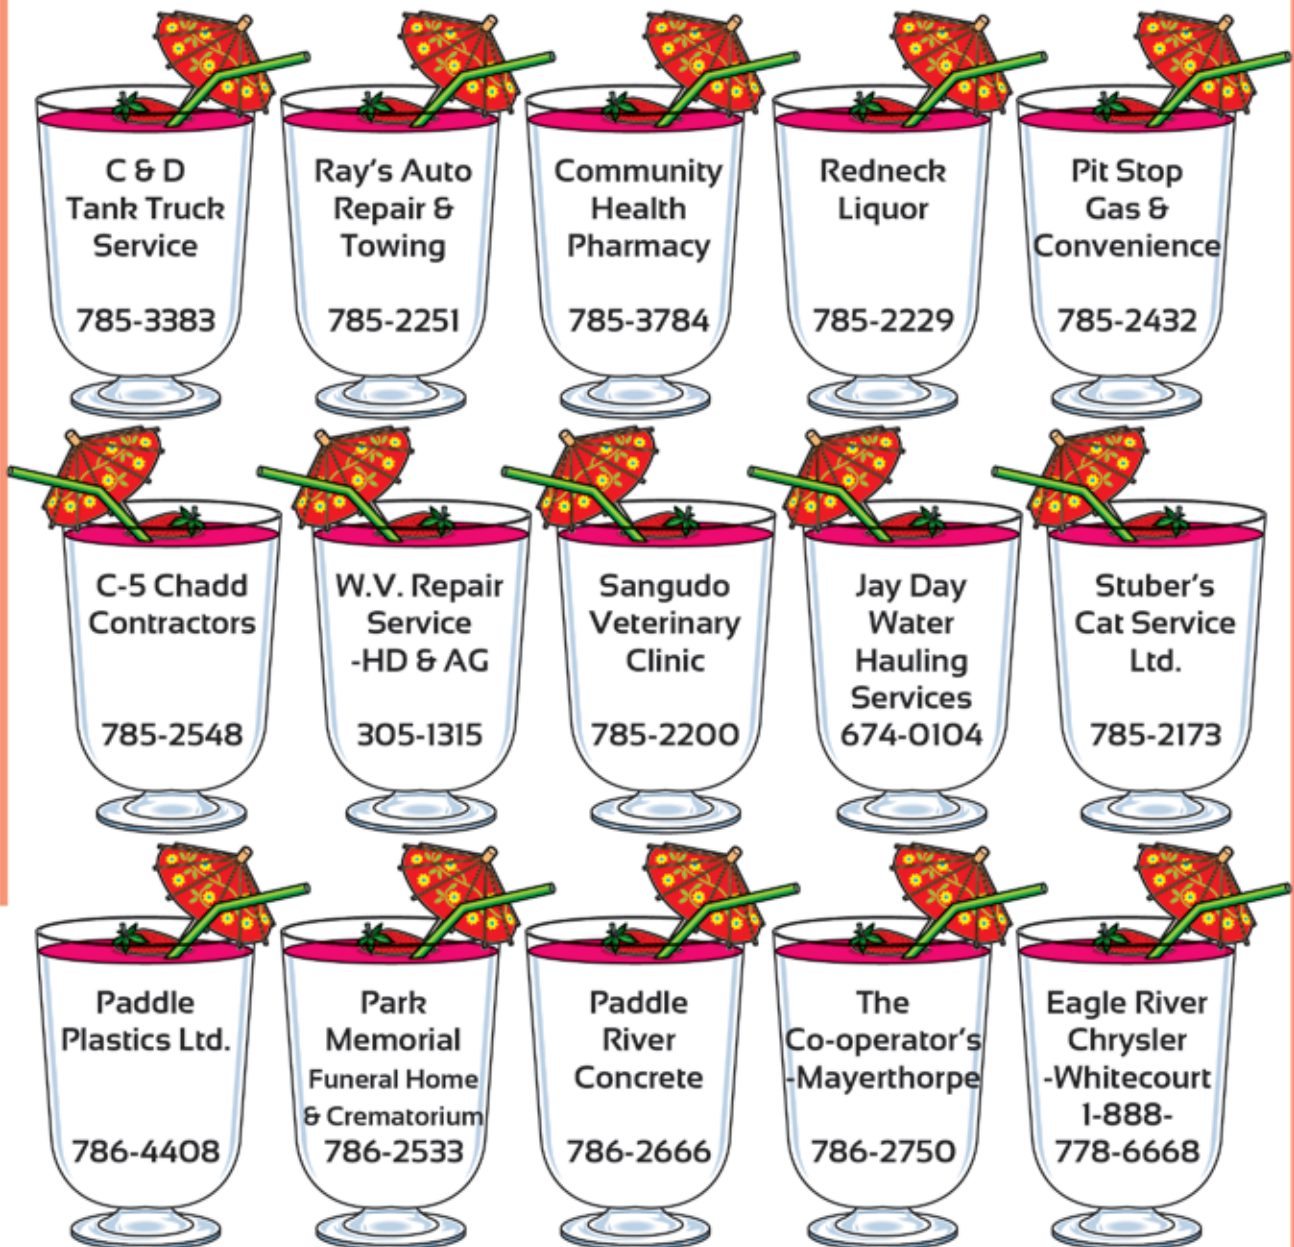 C & D
Tank Truck
Service
785-3383
Ray's Auto
Repair &
Towing
785-2251
Community
Health
Pharmacy
785-3784
Redneck
Liquor
785-2229
Pit Stop
Gas &
Convenience
785-2432
C-5 Chadd
Contractors
785-2548
W.V. Repair
Service
-HD & AG
305-1315
Sangudo
Veterinary
Clinic
785-2200
Jay Day
Water
Hauling
Services
674-0104
Stuber's
Cat Service
Ltd.
785-2173
Paddle
Plastics Ltd.
786-4408
Park
Memorial
Funeral Home
& Crematorium
786-2533
Paddle
River
Concrete
786-2666
The
Co-operator's
-Mayerthorpe
786-2750
Eagle River
Chrysler
-Whitecourt
1-888-
778-6668